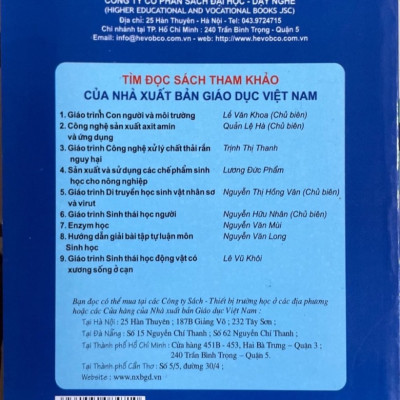 CÔNG TY CỔ PHẦN SÁCH ĐẠI HỌC - DẠY NGHỀ
(HIGHER EDUCATIONAL AND VOCATIONAL BOOKS JSC)
Địa chỉ: 25 Hàn Thuyên - Hà Nội - Tel: 043.9724715
Chi nhánh tại TP. Hồ Chí Minh : 240 Trần Bình Trọng - Quận 5
Email: info@hevobco.com.vn - Website: http://www.hevobco.com.vn
TÌM ĐỌC SÁCH THAM KHẢO
CỦA NHÀ XUẤT BẢN GIÁO DỤC VIỆT NAM
1. Giáo trình Con người và môi trường Lê Văn Khoa (Chủ biên)
2. Công nghệ sản xuất axit amin Quản Lê Hà (Chủ biên)
và ứng dụng
3. Giáo trình Công nghệ xử lý chất thải rắn Trịnh Thị Thanh
nguy hại
4. Sản xuất và sử dụng các chế phẩm sinh Lương Đức Phẩm
học cho nông nghiệp
5. Giáo trình Di truyền học sinh vật nhân sơ Nguyễn Thị Hồng Vân (Chủ biên)
và virut
6. Giáo trình Sinh thái học người Nguyễn Hữu Nhân (Chủ biên)
7. Enzym học Nguyễn Văn Mùi
8. Hướng dẫn giải bài tập tự luận môn Nguyễn Văn Long
Sinh học
9. Giáo trình Sinh thái học động vật có Lê Vũ Khôi
xương sống ở cạn
Bạn đọc có thể mua tại các Công ty Sách - Thiết bị trường học ở các địa phương
hoặc các Cửa hàng của Nhà xuất bản Giáo dục Việt Nam :
Tại Hà Nội : 25 Hàn Thuyên ; 187B Giảng Võ ; 232 Tây Sơn ;
Tại Đà Nẵng : Số 15 Nguyễn Chí Thanh ; Số 62 Nguyễn Chí Thanh ;
Tại Thành phố Hồ Chí Minh : Cửa hàng 451B - 453, Hai Bà Trưng – Quận 3 ;
240 Trần Bình Trọng – Quận 5.
Tại Thành phố Cần Thơ : Số 5/5, đường 30/4 ;
Website : www.nxbgd.vn